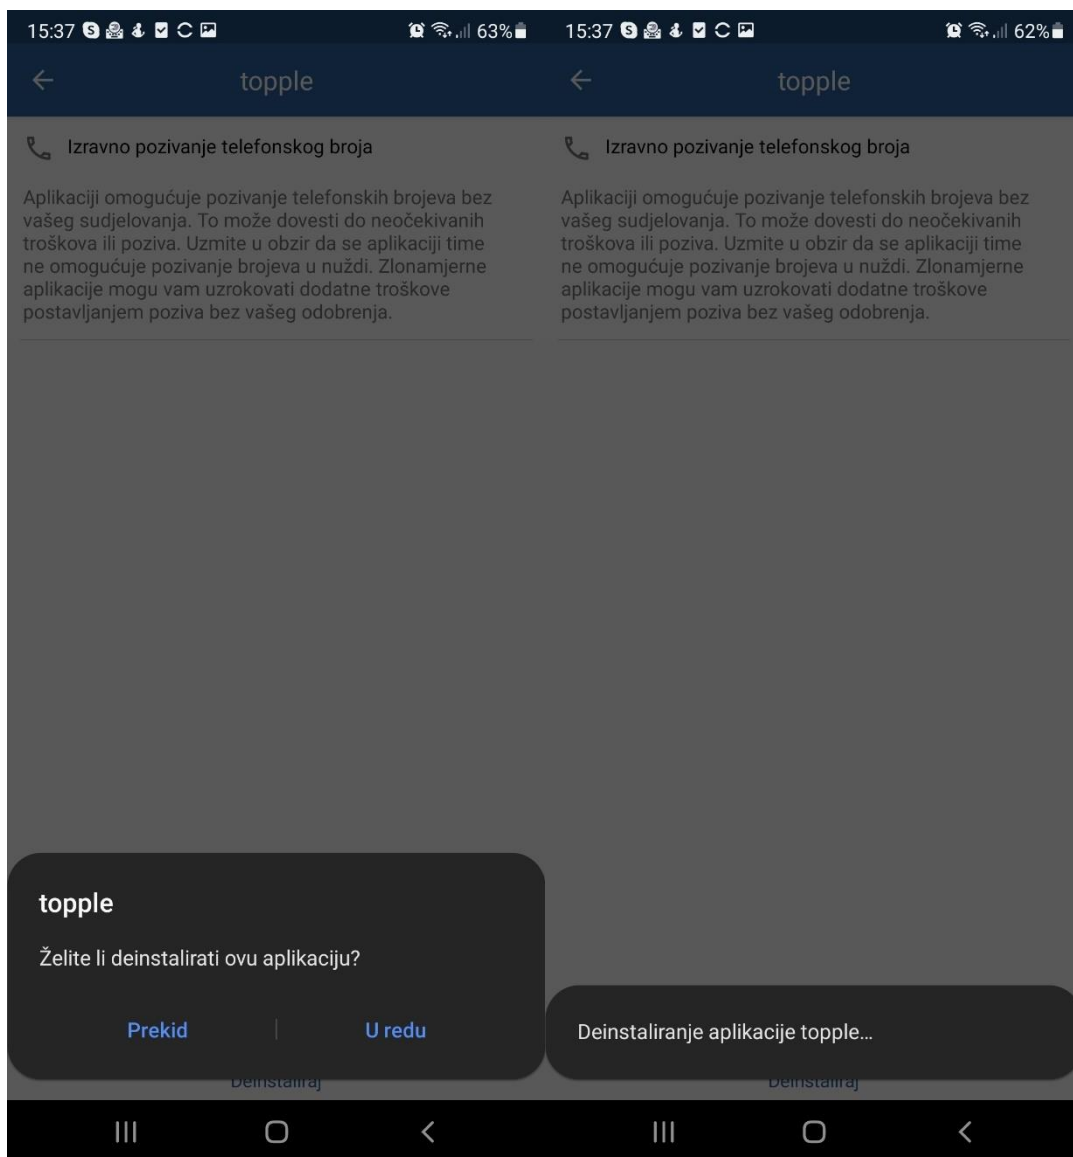 15:37
63%
topple
Izravno pozivanje telefonskog broja
Aplikaciji omogućuje pozivanje telefonskih brojeva bez
vašeg sudjelovanja. To može dovesti do neočekivanih
troškova ili poziva. Uzmite u obzir da se aplikaciji time
ne omogućuje pozivanje brojeva u nuždi. Zlonamjerne
aplikacije mogu vam uzrokovati dodatne troškove
postavljanjem poziva bez vašeg odobrenja.
topple
Želite li deinstalirati ovu aplikaciju?
Prekid
U redu
Deinstaliraj
15:37
62%
topple
Izravno pozivanje telefonskog broja
Aplikaciji omogućuje pozivanje telefonskih brojeva bez
vašeg sudjelovanja. To može dovesti do neočekivanih
troškova ili poziva. Uzmite u obzir da se aplikaciji time
ne omogućuje pozivanje brojeva u nuždi. Zlonamjerne
aplikacije mogu vam uzrokovati dodatne troškove
postavljanjem poziva bez vašeg odobrenja.
Deinstaliranje aplikacije topple...
Deinstaliraj